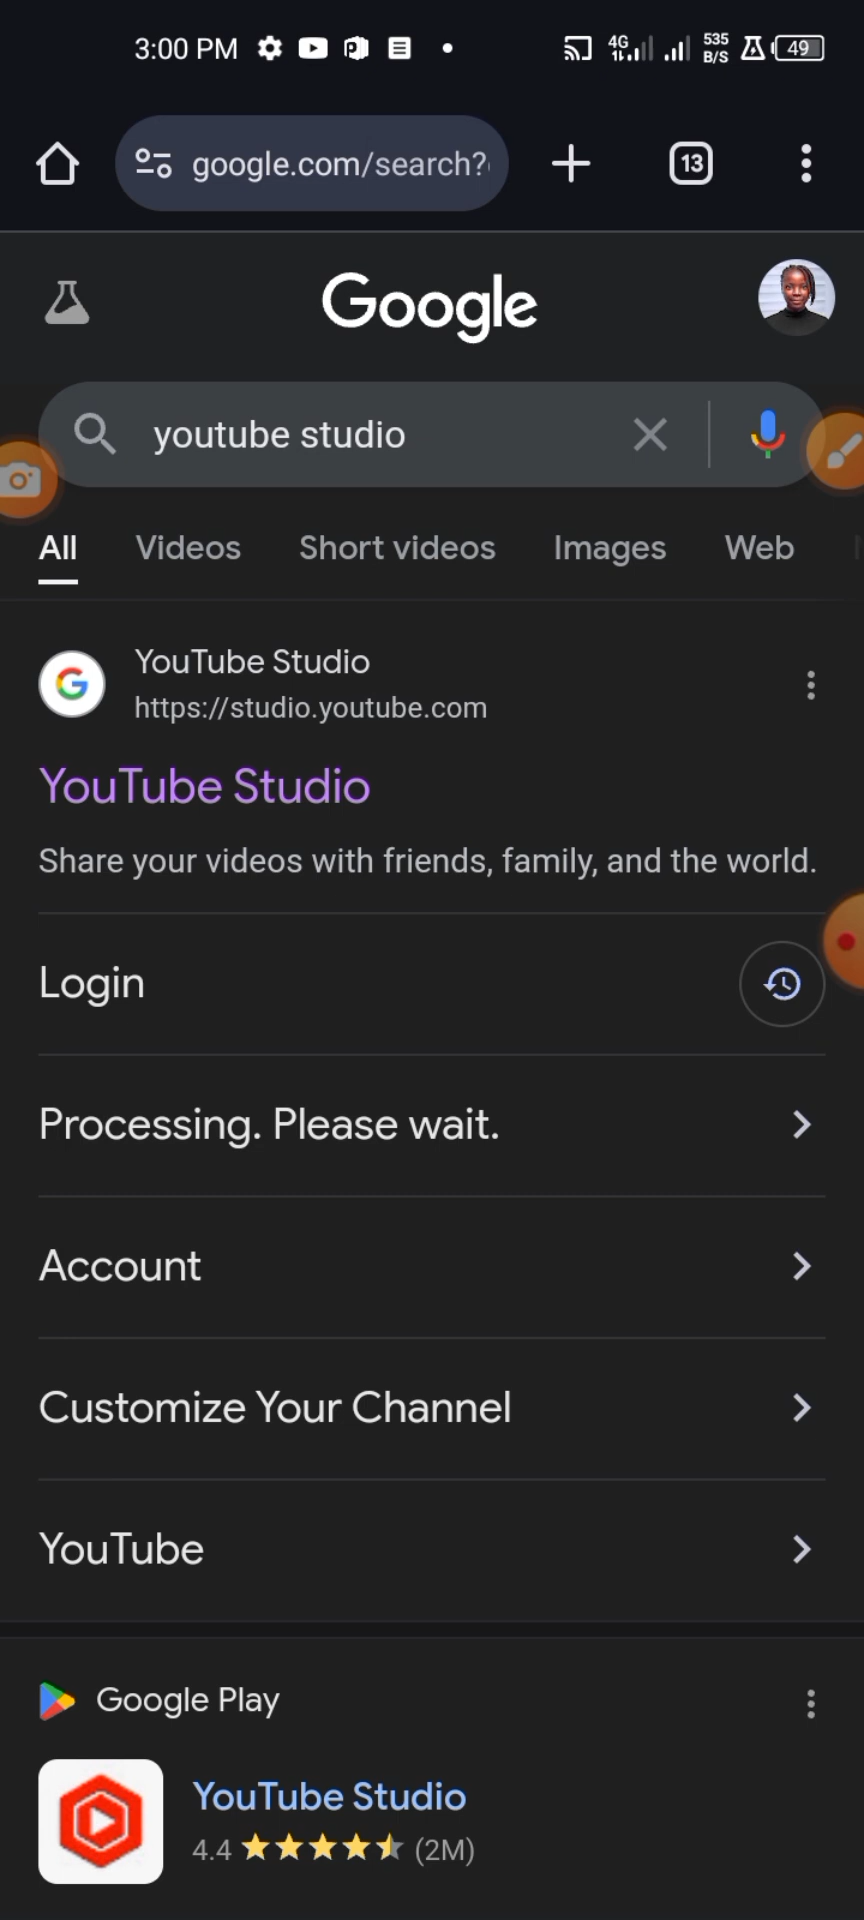 3:00 PM 4G 535 B/S 49
google.com/search?
13
Google
youtube studio
All Videos Short videos Images Web
YouTube Studio
https://studio.youtube.com
YouTube Studio
Share your videos with friends, family, and the world.
Login
Processing. Please wait.
Account
Customize Your Channel
YouTube
Google Play
YouTube Studio
4.4 (2M)